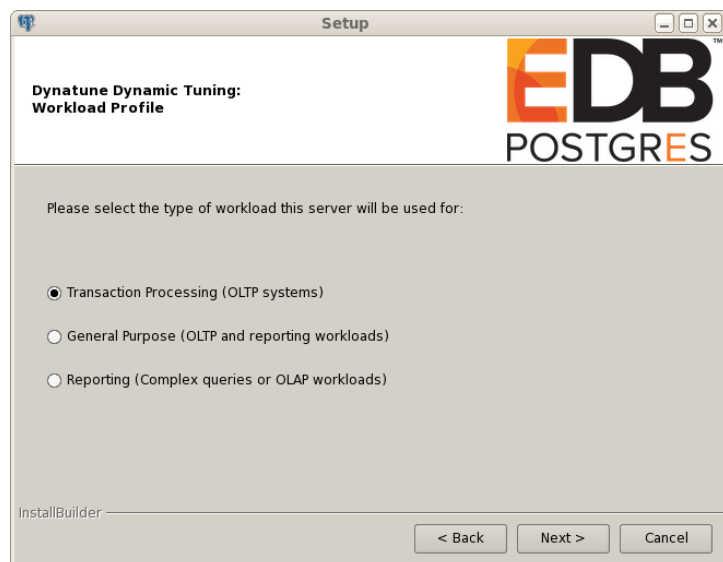 Setup
Dynatune Dynamic Tuning:
Workload Profile
EDB™
POSTGRES
Please select the type of workload this server will be used for:
Transaction Processing (OLTP systems)
General Purpose (OLTP and reporting workloads)
Reporting (Complex queries or OLAP workloads)
InstallBuilder
< Back Next > Cancel